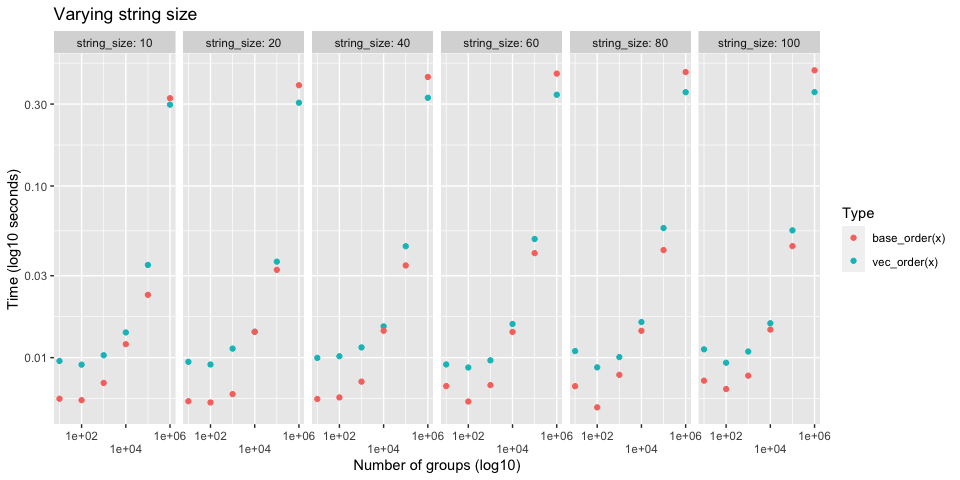 Varying string size
string_size: 10 string_size: 20 string_size: 40 string_size: 60 string_size: 80 string_size: 100
Time (log10 seconds)
0.30
0.10
0.03
0.01
1e+02 1e+06 1e+02 1e+06 1e+02 1e+06 1e+02 1e+06 1e+02 1e+06 1e+02 1e+06
1e+04 1e+04 1e+04 1e+04 1e+04 1e+04
Number of groups (log10)
Type
base_order(x)
vec_order(x)